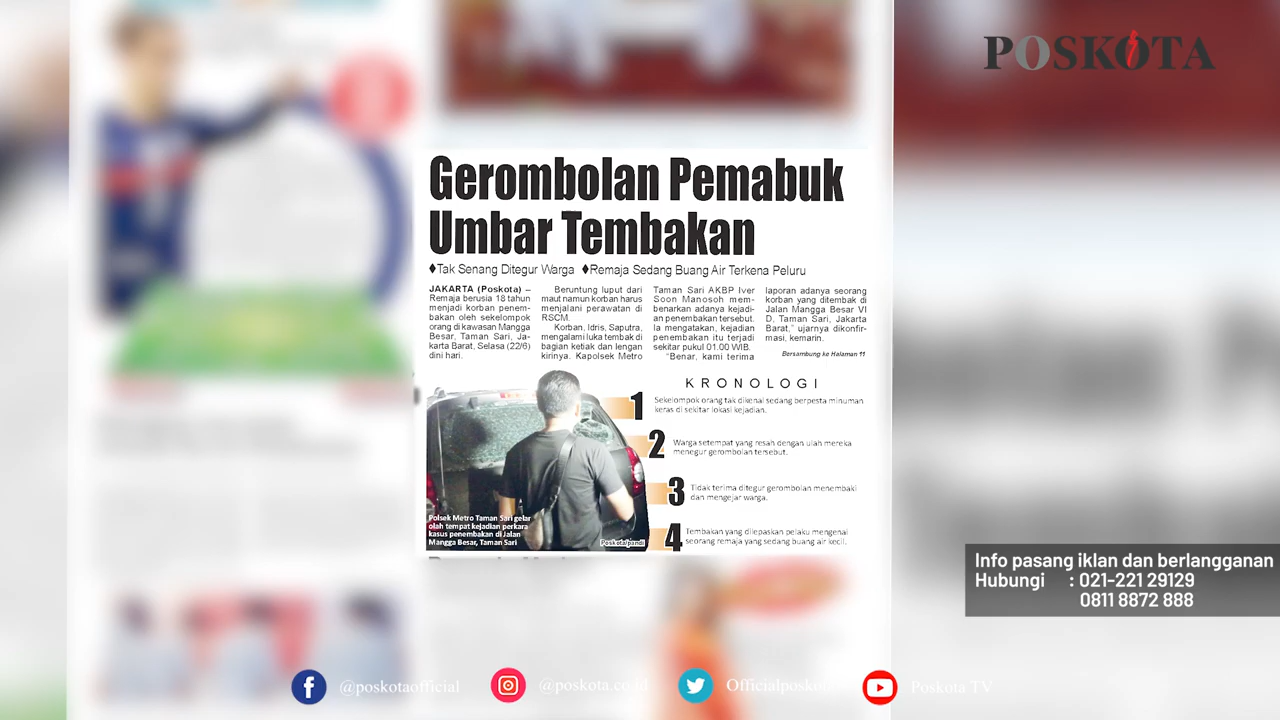 POSKOTA
Gerombolan Pemabuk
Umbar Tembakan
♦Tak Senang Ditegur Warga ♦Remaja Sedang Buang Air Terkena Peluru
JAKARTA (Poskota) –
Remaja berusia 18 tahun
menjadi korban penem-
bakan oleh sekelompok
orang di kawasan Mangga
Besar, Taman Sari, Ja-
karta Barat, Selasa (22/6)
dini hari.
Beruntung luput dari
maut namun korban harus
menjalani perawatan di
RSCM.
Korban, Idris, Saputra,
mengalami luka tembak di
bagian ketiak dan lengan
kirinya. Kapolsek Metro
Taman Sari AKBP Iver
Soon Manosoh mem-
benarkan adanya kejadi-
an penembakan tersebut.
Ia mengatakan, kejadian
penembakan itu terjadi
sekitar pukul 01.00 WIB.
"Benar, kami terima
laporan adanya seorang
korban yang ditembak di
Jalan Mangga Besar VI
D, Taman Sari, Jakarta
Barat," ujarnya dikonfir-
masi, kemarin.
Bersambung ke Halaman 11
KRONOLOGI
1 Sekelompok orang tak dikenal sedang berpesta minuman
keras di sekitar lokasi kejadian.
2 Warga setempat yang resah dengan ulah mereka
menegur gerombolan tersebut.
3 Tidak terima ditegur gerombolan menembaki
dan mengejar warga.
4 Tembakan yang dilepaskan pelaku mengenai
seorang remaja yang sedang buang air kecil.
Polsek Metro Taman Sari gelar
olah tempat kejadian perkara
kasus penembakan di Jalan
Mangga Besar, Taman Sari
Poskota/pandi
Info pasang iklan dan berlangganan
Hubungi : 021-221 29129
0811 8872 888
@poskotaofficial
@poskota.co.id
Officialposkota
Poskota TV